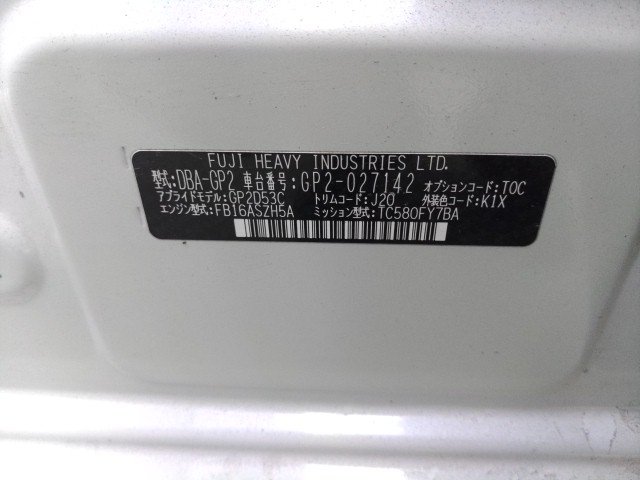 FUJI HEAVY INDUSTRIES LTD.
型式:DBA-GP2 車台番号:GP2-027142 オプションコード:TOC
アプライドモデル:GP2D53C トリムコード:J20 外装色コード:K1X
エンジン型式:FB16ASZH5A ミッション型式:TC580FY7BA